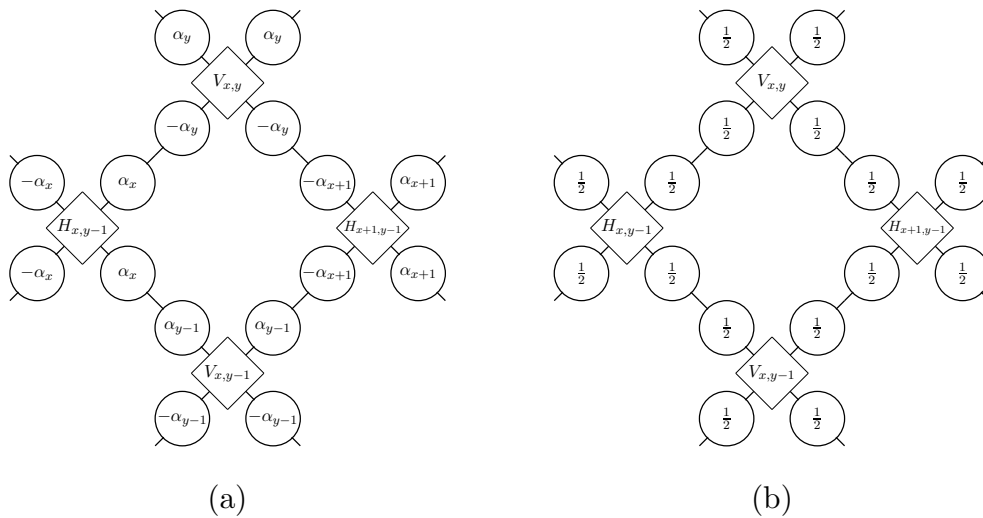 α_y α_y ½ ½
V_{x,y} V_{x,y}
−α_y −α_y ½ ½
−α_x α_x −α_{x+1} α_{x+1} ½ ½ ½ ½
H_{x,y−1} H_{x+1,y−1} H_{x,y−1} H_{x+1,y−1}
−α_x α_x −α_{x+1} α_{x+1} ½ ½ ½ ½
α_{y−1} α_{y−1} ½ ½
V_{x,y−1} V_{x,y−1}
−α_{y−1} −α_{y−1} ½ ½
(a) (b)